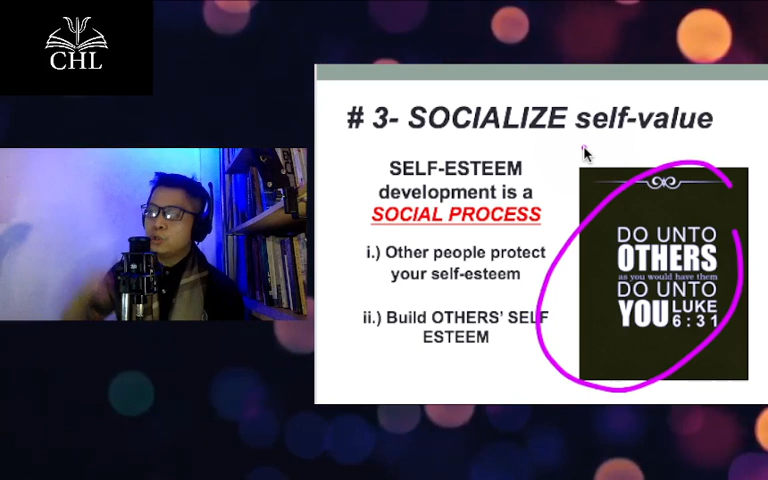 CHL
# 3- SOCIALIZE self-value
SELF-ESTEEM
development is a
SOCIAL PROCESS
i.) Other people protect
your self-esteem
ii.) Build OTHERS' SELF
ESTEEM
DO UNTO
OTHERS
as you would have them
DO UNTO
YOU LUKE
6:31